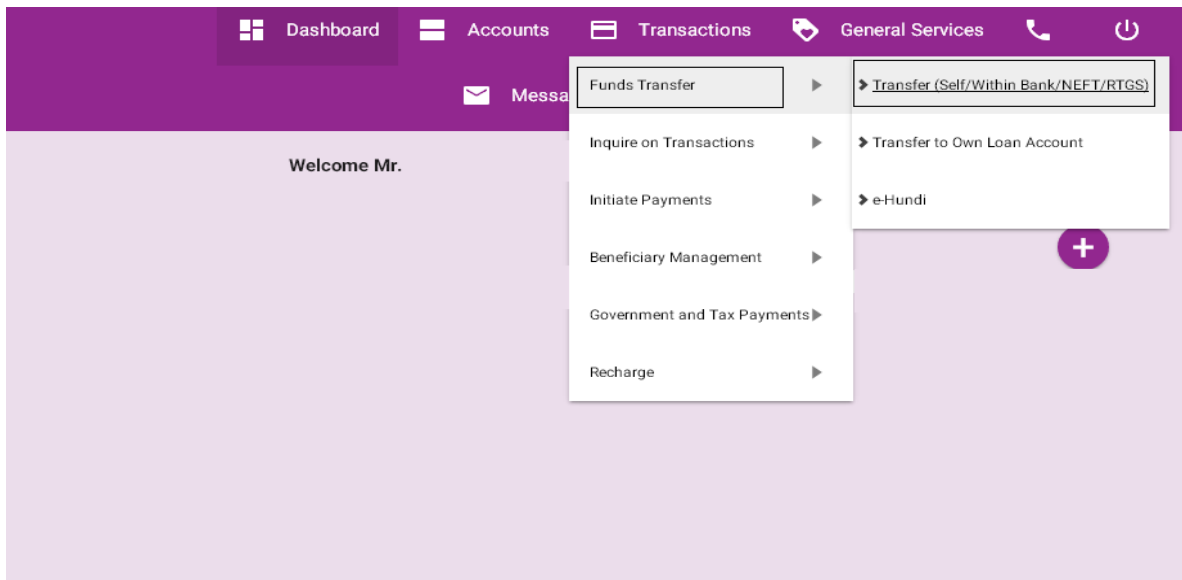 Dashboard
Accounts
Transactions
General Services
Messa
Funds Transfer
Inquire on Transactions
Initiate Payments
Beneficiary Management
Government and Tax Payments
Recharge
Transfer (Self/Within Bank/NEFT/RTGS)
Transfer to Own Loan Account
e-Hundi
Welcome Mr.